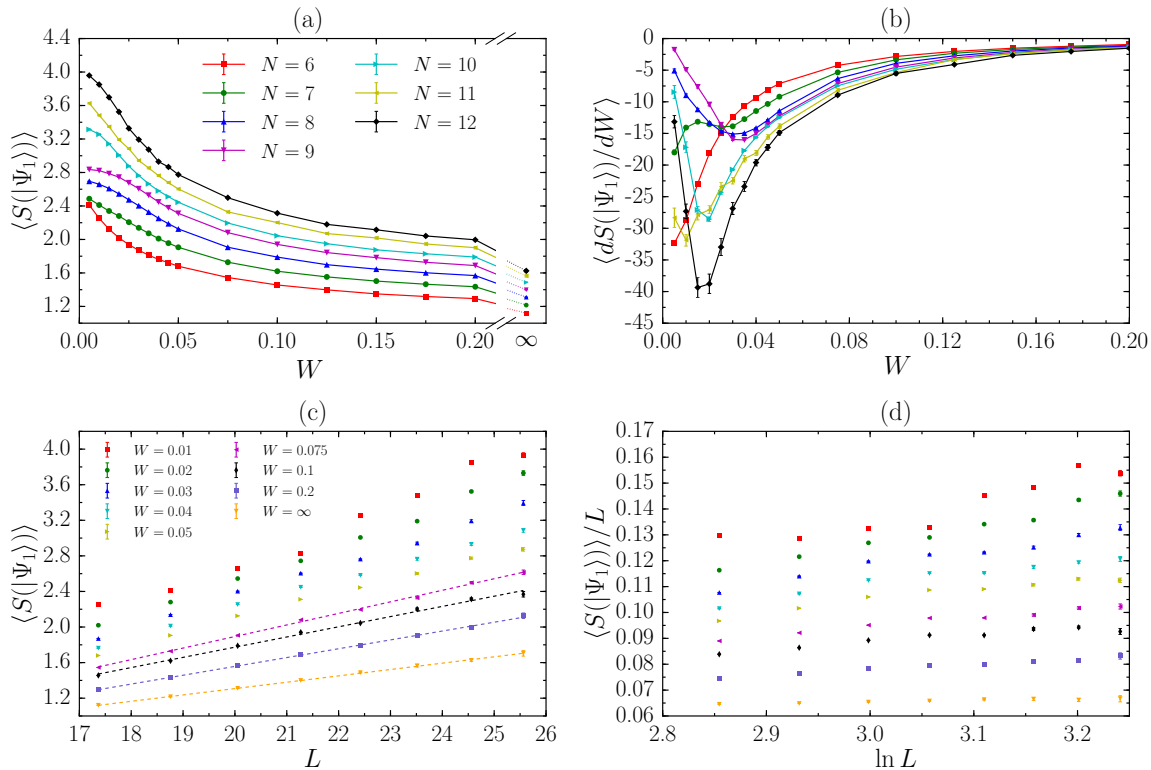 (a)
⟨S(|Ψ₁⟩)⟩
4.4
4.0
3.6
3.2
2.8
2.4
2.0
1.6
1.2
N = 6
N = 7
N = 8
N = 9
N = 10
N = 11
N = 12
0.00 0.05 0.10 0.15 0.20 ∞
W
(b)
⟨dS(|Ψ₁⟩)/dW⟩
0
-5
-10
-15
-20
-25
-30
-35
-40
-45
0.00 0.04 0.08 0.12 0.16 0.20
W
(c)
⟨S(|Ψ₁⟩)⟩
4.0
3.6
3.2
2.8
2.4
2.0
1.6
1.2
W = 0.01
W = 0.02
W = 0.03
W = 0.04
W = 0.05
W = 0.075
W = 0.1
W = 0.2
W = ∞
17 18 19 20 21 22 23 24 25 26
L
(d)
⟨S(|Ψ₁⟩)⟩/L
0.17
0.16
0.15
0.14
0.13
0.12
0.11
0.10
0.09
0.08
0.07
0.06
2.8 2.9 3.0 3.1 3.2
ln L